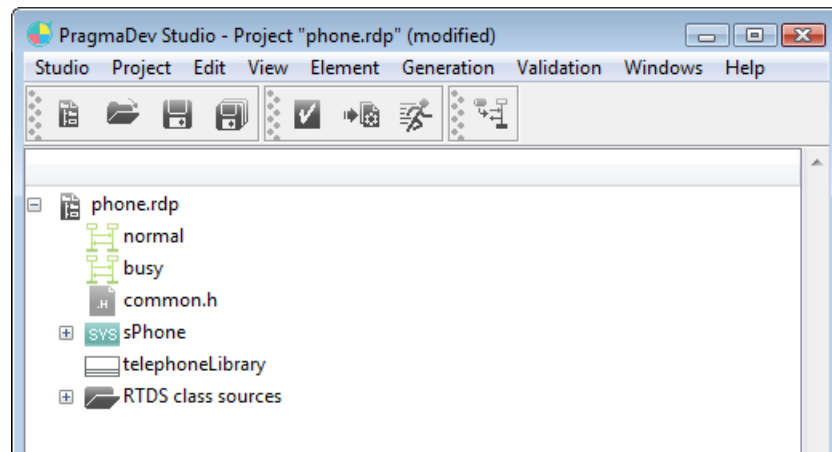 PragmaDev Studio - Project "phone.rdp" (modified)
Studio Project Edit View Element Generation Validation Windows Help
phone.rdp
normal
busy
.H common.h
SYS sPhone
telephoneLibrary
RTDS class sources